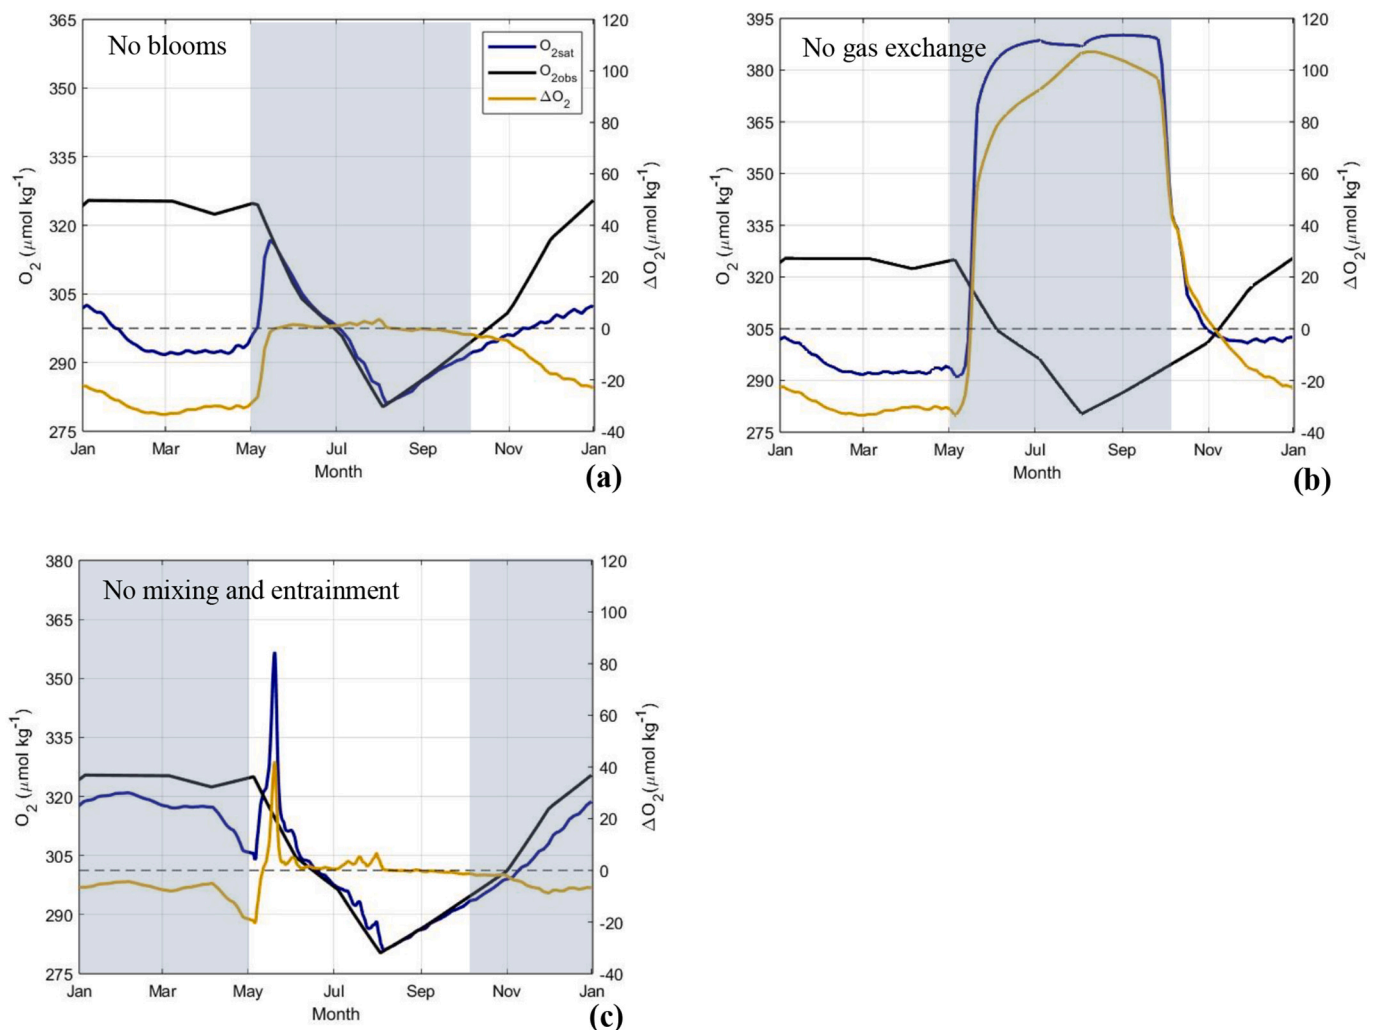 No blooms
O2sat
O2obs
ΔO2
365
350
335
320
305
290
275
O2 (μmol kg-1)
120
100
80
60
40
20
0
-20
-40
ΔO2(μmol kg-1)
Jan Mar May Jul Sep Nov Jan
Month
(a)
No gas exchange
395
380
365
350
335
320
305
290
275
O2 (μmol kg-1)
120
100
80
60
40
20
0
-20
-40
ΔO2(μmol kg-1)
Jan Mar May Jul Sep Nov Jan
Month
(b)
No mixing and entrainment
380
365
350
335
320
305
290
275
O2 (μmol kg-1)
120
100
80
60
40
20
0
-20
-40
ΔO2(μmol kg-1)
Jan Mar May Jul Sep Nov Jan
Month
(c)